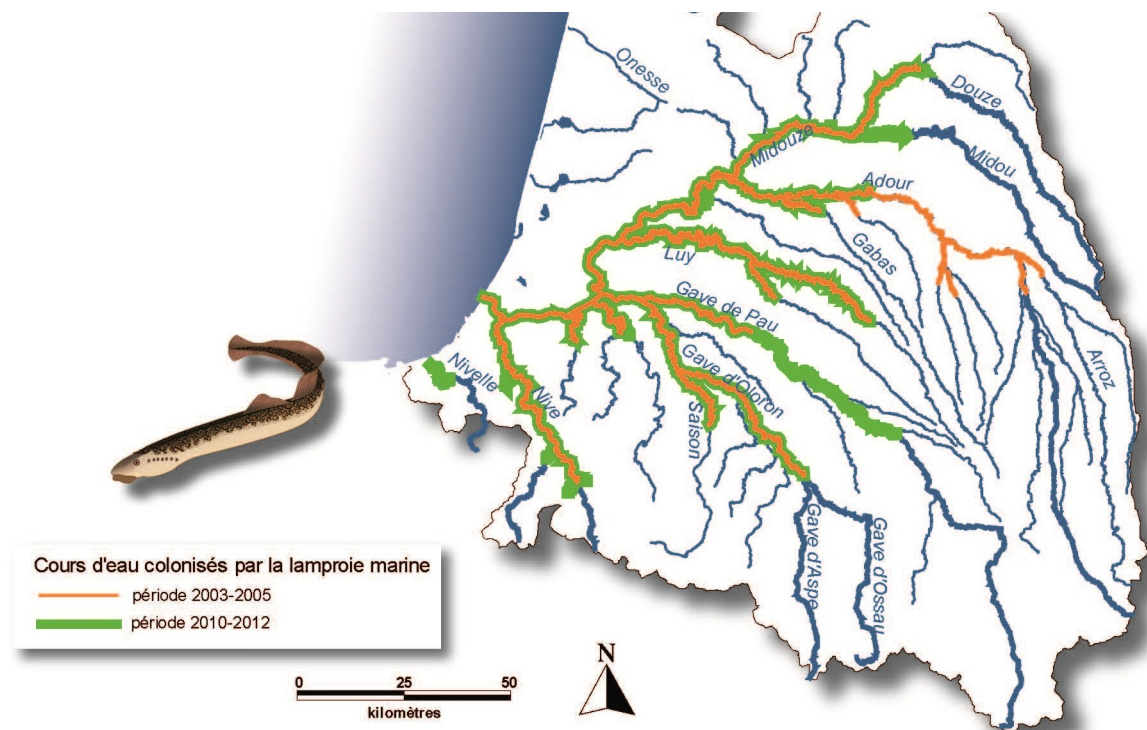 Onesse
Douze
Midouze
Midou
Adour
Gabas
Luy
Gave de Pau
Arroz
Nivelle
Nive
Gave d'Oloron
Saison
Gave d'Aspe
Gave d'Ossau
Cours d'eau colonisés par la lamproie marine
période 2003-2005
période 2010-2012
0 25 50
kilomètres
N